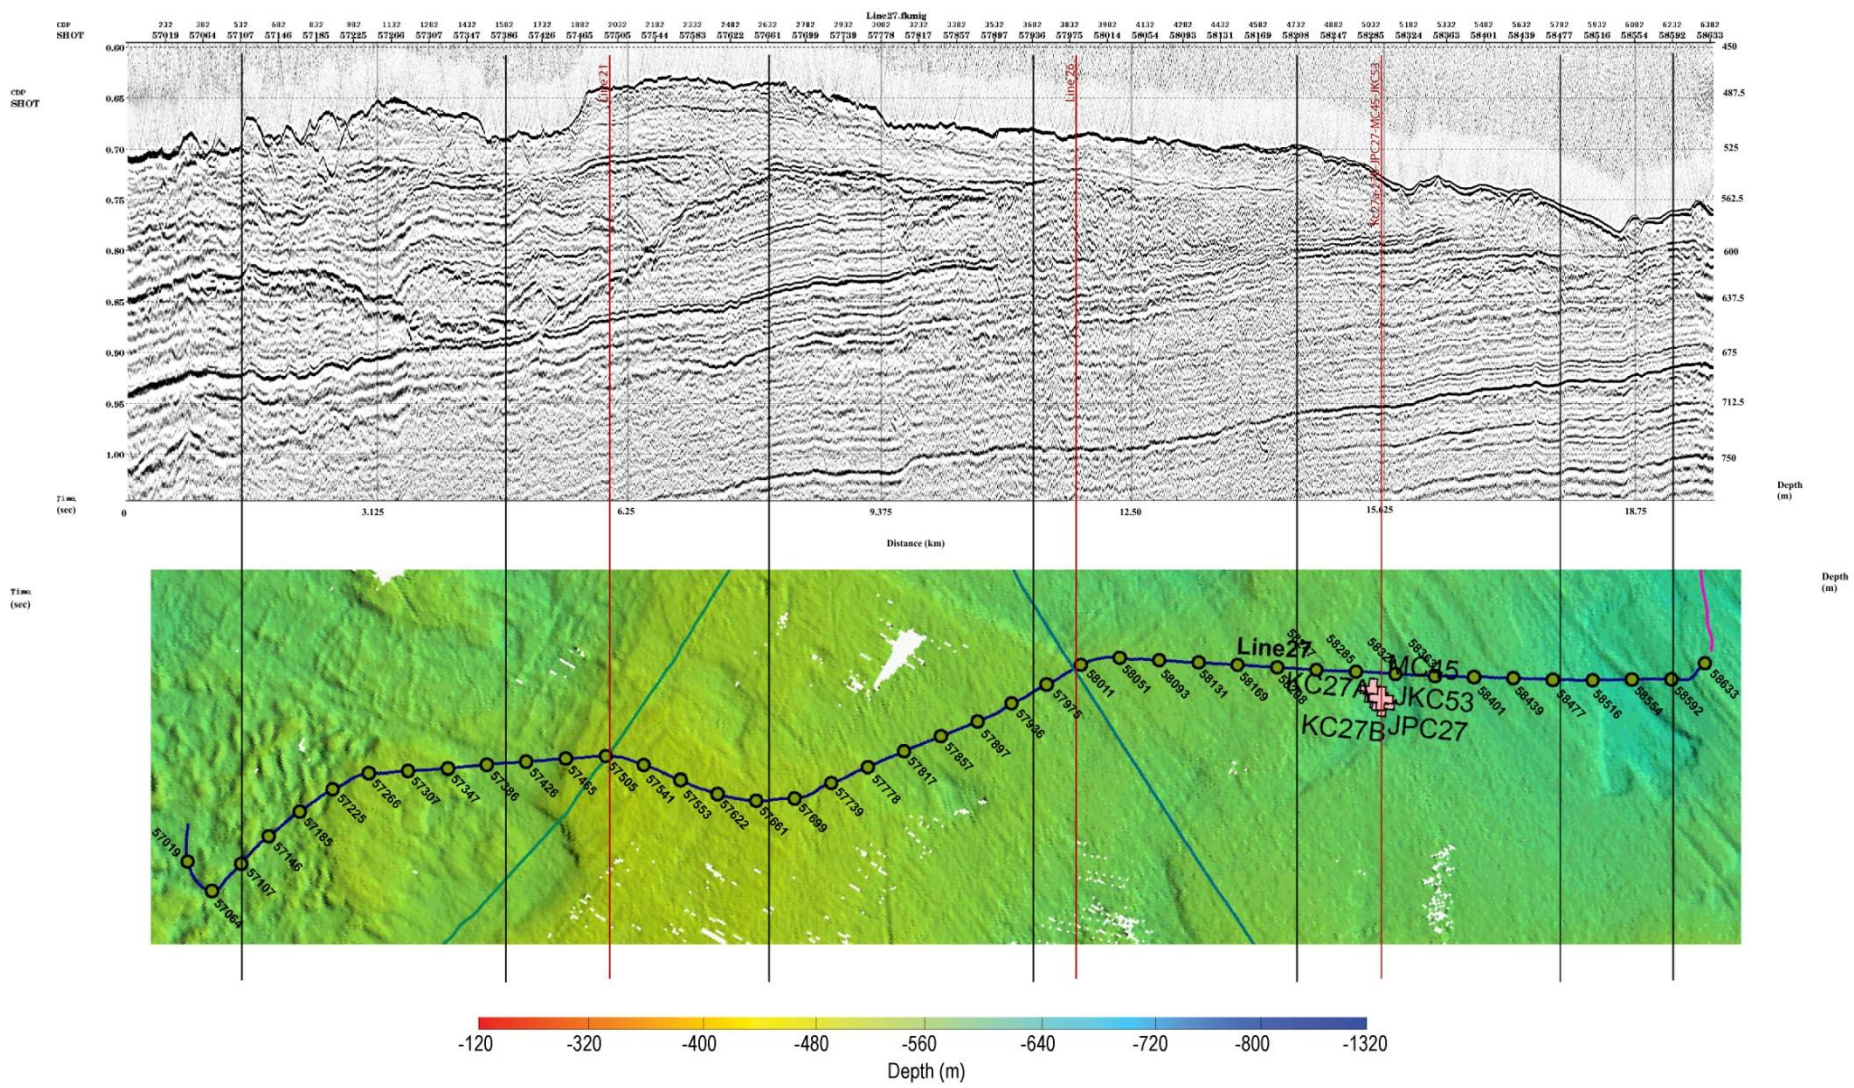 Line27.fkmig
CDP 232 382 532 682 832 982 1132 1282 1432 1582 1732 1882 2032 2182 2332 2482 2632 2782 2932 3082 3232 3382 3532 3682 3832 3982 4132 4282 4432 4582 4732 4882 5032 5182 5332 5482 5632 5782 5932 6082 6232 6382
SHOT 57019 57064 57107 57146 57185 57225 57266 57307 57347 57386 57426 57465 57505 57544 57583 57622 57661 57699 57739 57778 57817 57857 57897 57936 57975 58014 58054 58093 58131 58169 58208 58247 58285 58324 58363 58401 58439 58477 58516 58554 58592 58633
0.60 450
CDP
SHOT
0.65 487.5
0.70 525
0.75 562.5
0.80 600
0.85 637.5
0.90 675
0.95 712.5
1.00 750
Line 21
Line 26
JPC27-MC45-JKC53
Time
(sec)
Depth
(m)
0 3.125 6.25 9.375 12.50 15.625 18.75
Distance (km)
Time
(sec)
Depth
(m)
Line27
MC45
KC27A
JKC53
KC27B
JPC27
57019
57064
57107
57146
57185
57225
57266
57307
57347
57386
57426
57465
57505
57541
57553
57622
57661
57699
57739
57778
57817
57857
57897
57936
57975
58011
58051
58093
58131
58169
58285
58401
58439
58477
58516
58554
58592
58633
-120 -320 -400 -480 -560 -640 -720 -800 -1320
Depth (m)